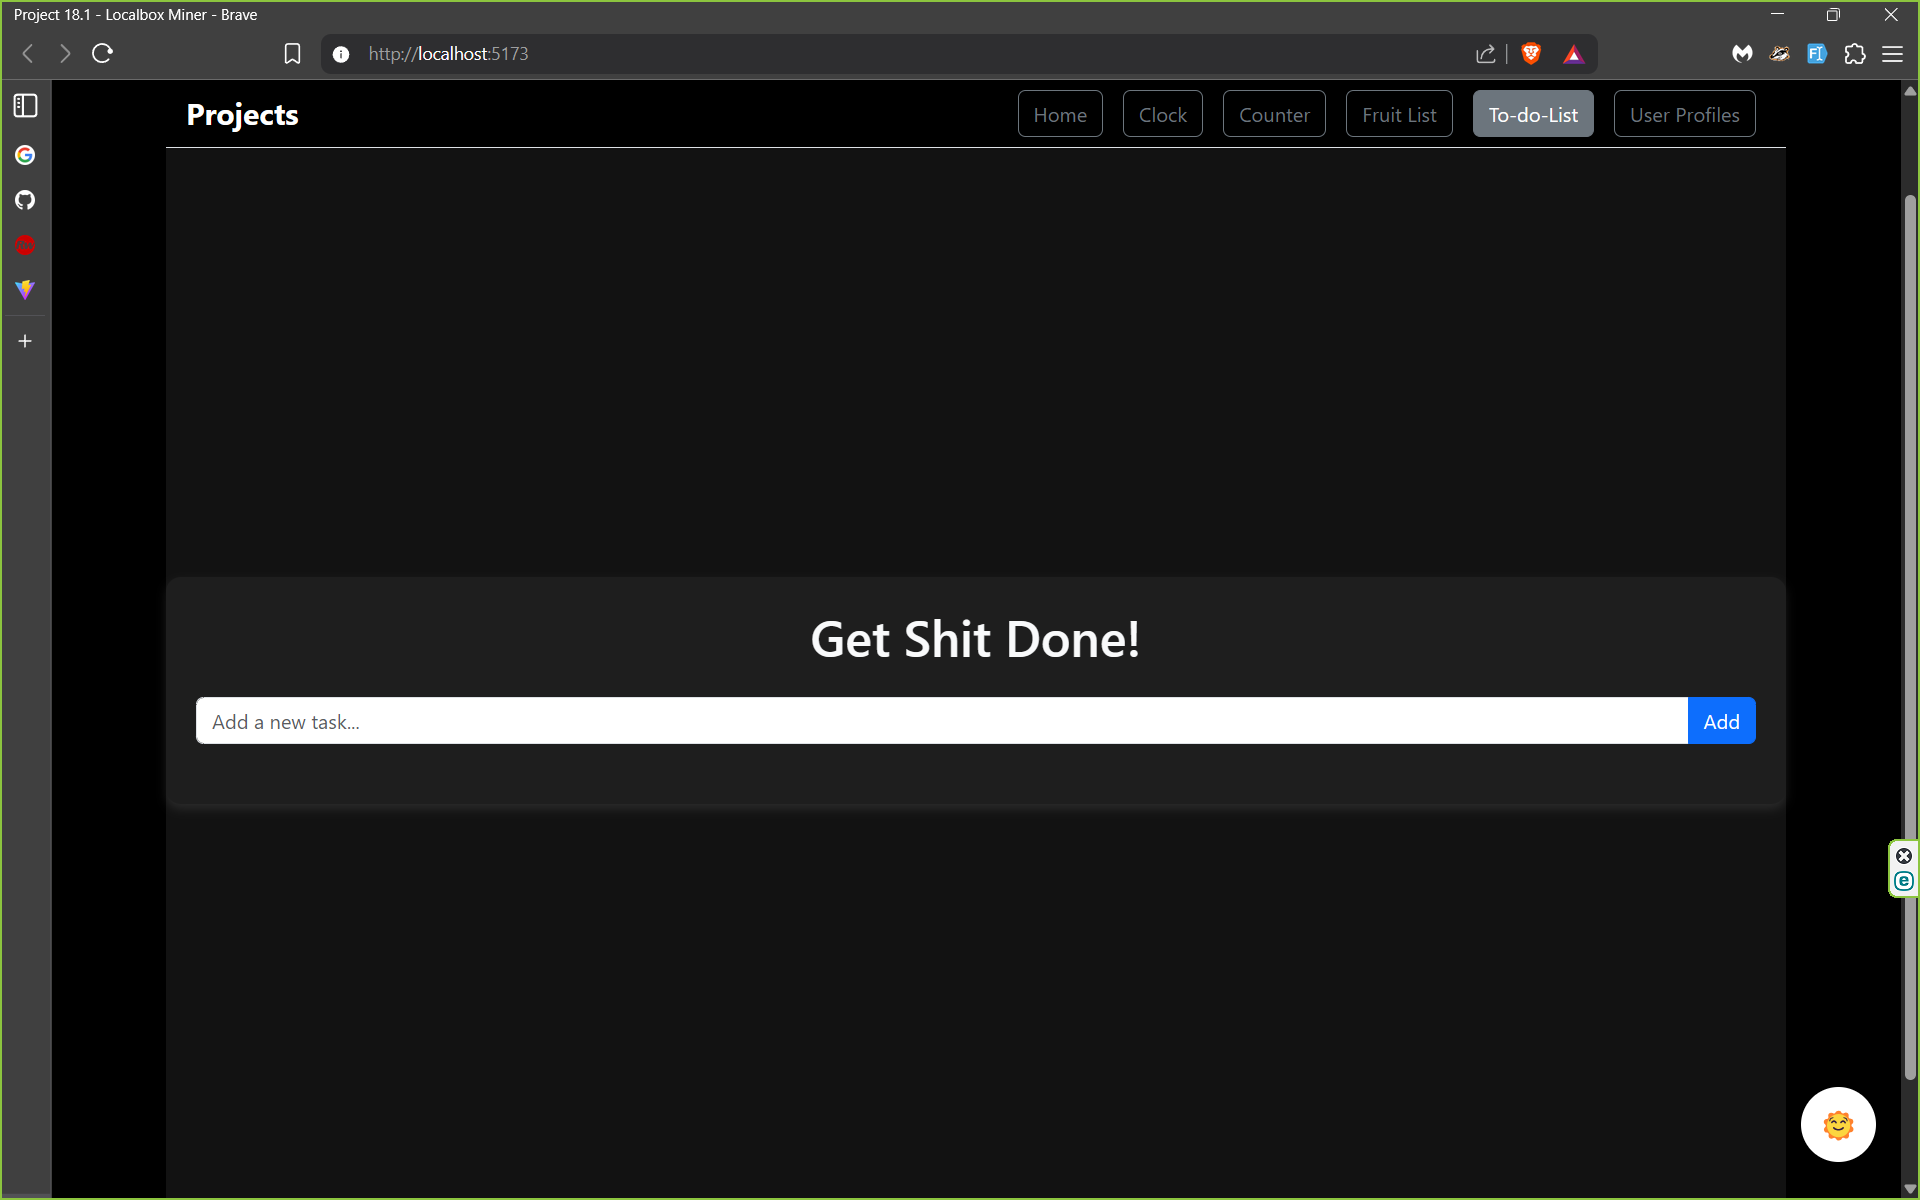 Project 18.1 - Localbox Miner - Brave
http://localhost:5173
Projects
Home
Clock
Counter
Fruit List
To-do-List
User Profiles
Get Shit Done!
Add a new task...
Add